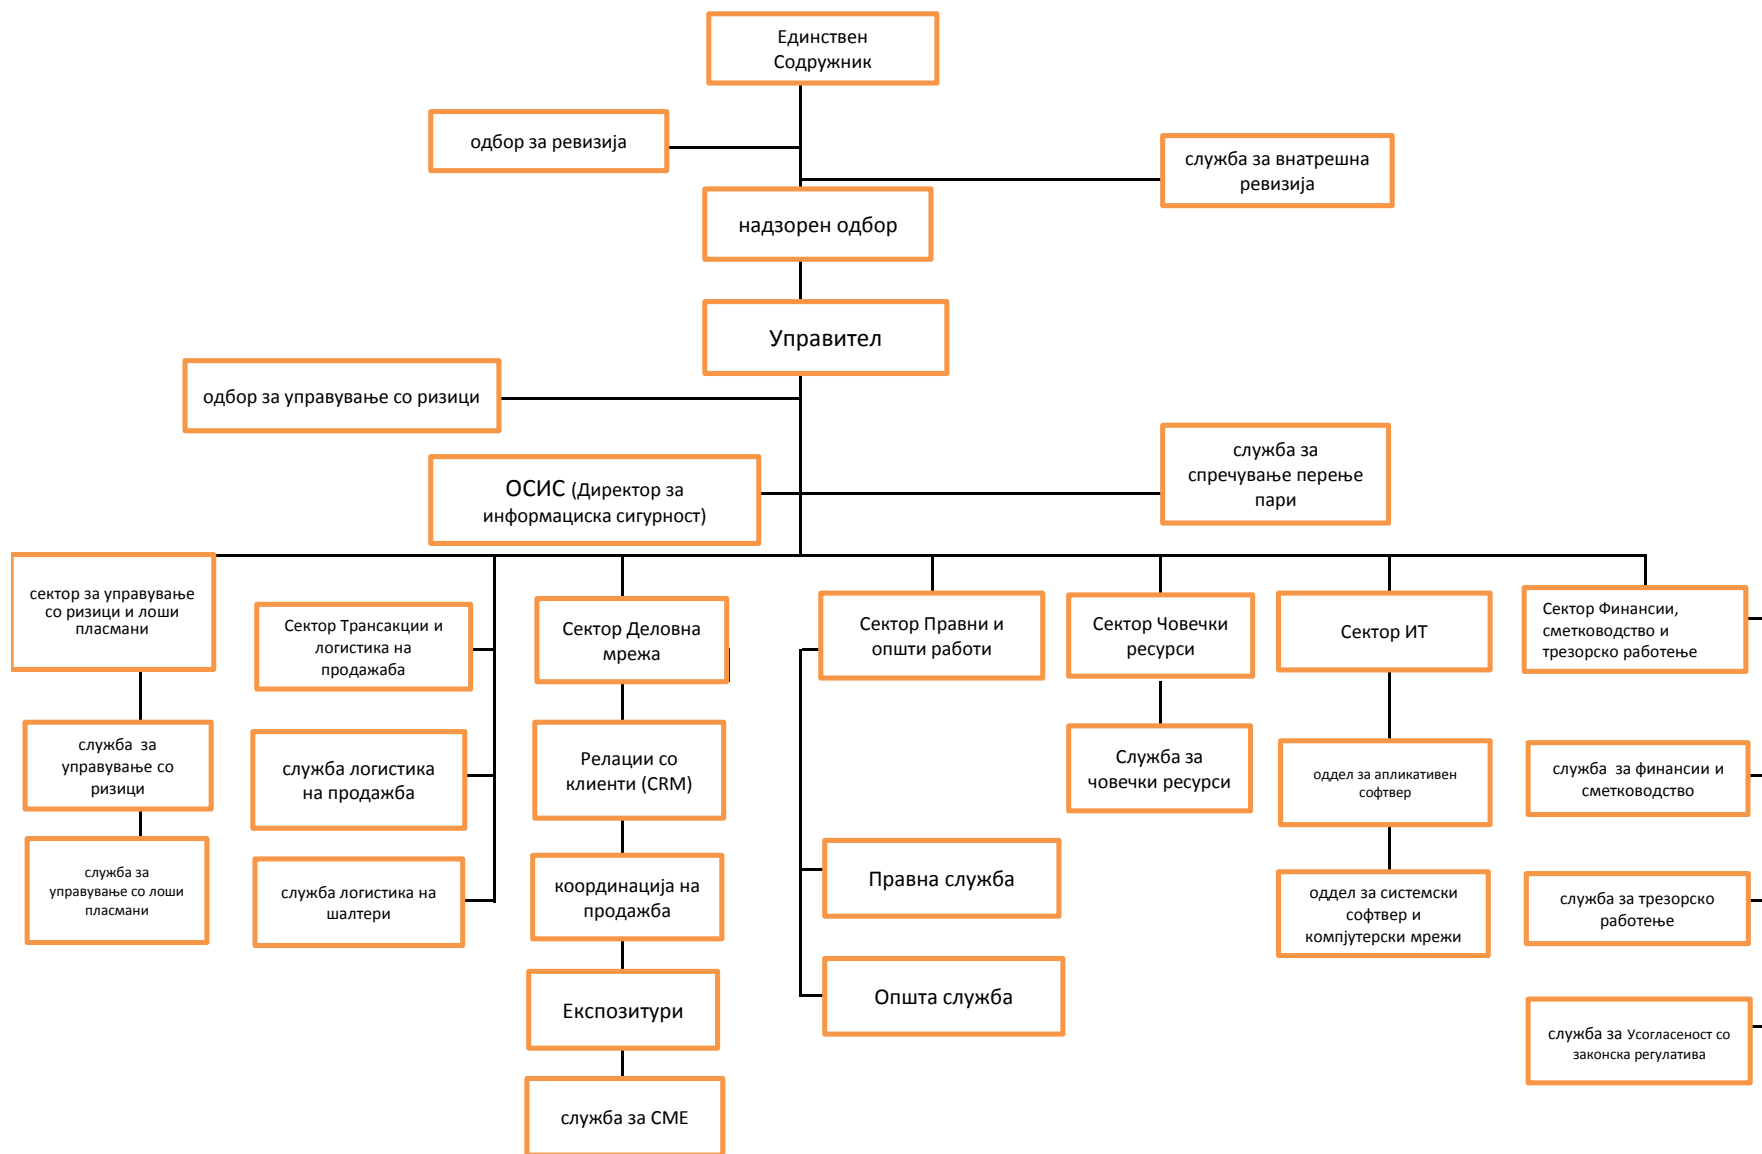 Единствен
Содружник
одбор за ревизија
служба за внатрешна
ревизија
надзорен одбор
Управител
одбор за управување со ризици
служба за
спречување перење
пари
ОСИС (Директор за
информациска сигурност)
сектор за управување
со ризици и лоши
пласмани
Сектор Трансакции и
логистика на
продажаба
Сектор Деловна
мрежа
Сектор Правни и
општи работи
Сектор Човечки
ресурси
Сектор ИТ
Сектор Финансии,
сметководство и
трезорско работење
служба за
управување со
ризици
служба логистика
на продажба
Релации со
клиенти (CRM)
Служба за
човечки ресурси
оддел за апликативен
софтвер
служба за финансии и
сметководство
служба за
управување со лоши
пласмани
служба логистика на
шалтери
координација на
продажба
Правна служба
оддел за системски
софтвер и
компјутерски мрежи
служба за трезорско
работење
Експозитури
Општа служба
служба за Усогласеност со
законска регулатива
служба за СМЕ